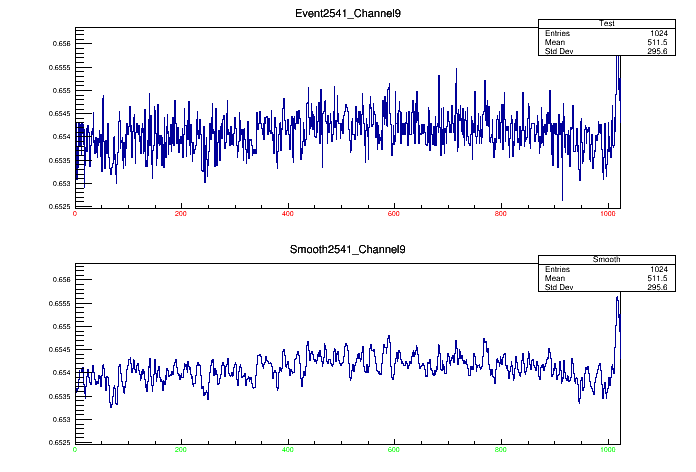 Event2541_Channel9
Test
Entries 1024
Mean 511.5
Std Dev 295.6
0.656
0.6555
0.655
0.6545
0.654
0.6535
0.653
0.6525
0 200 400 600 800 1000
Smooth2541_Channel9
Smooth
Entries 1024
Mean 511.5
Std Dev 295.6
0.656
0.6555
0.655
0.6545
0.654
0.6535
0.653
0.6525
0 200 400 600 800 1000